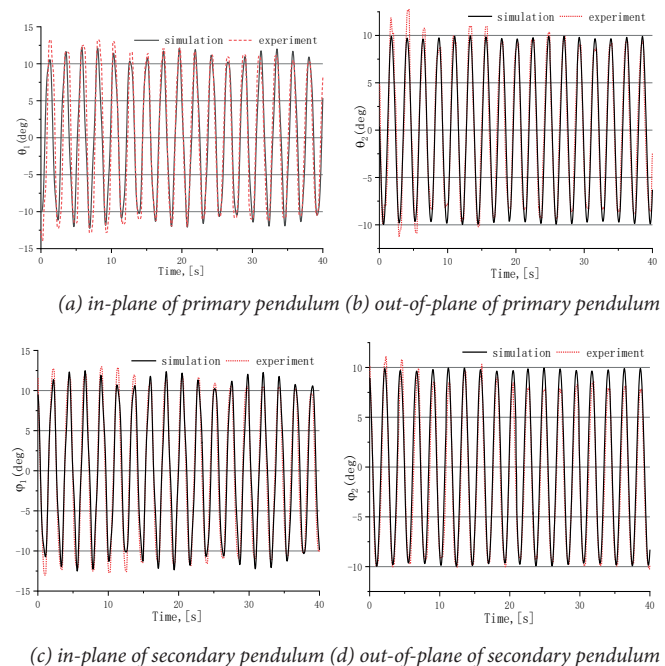 simulation experiment
15
10
5
0
-5
-10
-15
θ1(deg)
0 10 20 30 40
Time,[s]
simulation experiment
10
5
0
-5
-10
θ2(deg)
0 10 20 30 40
Time,[s]
(a) in-plane of primary pendulum (b) out-of-plane of primary pendulum
simulation experiment
15
10
5
0
-5
-10
-15
φ1(deg)
0 10 20 30 40
Time,[s]
simulation experiment
10
5
0
-5
-10
φ2(deg)
0 10 20 30 40
Time,[s]
(c) in-plane of secondary pendulum (d) out-of-plane of secondary pendulum